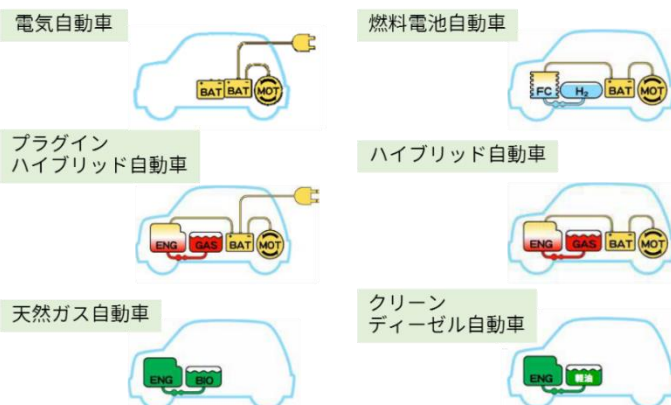 電気自動車
BAT BAT MOT
燃料電池自動車
FC H₂ BAT MOT
プラグイン
ハイブリッド自動車
ENG GAS BAT MOT
ハイブリッド自動車
ENG GAS BAT MOT
天然ガス自動車
ENG BIO
クリーン
ディーゼル自動車
ENG 軽油